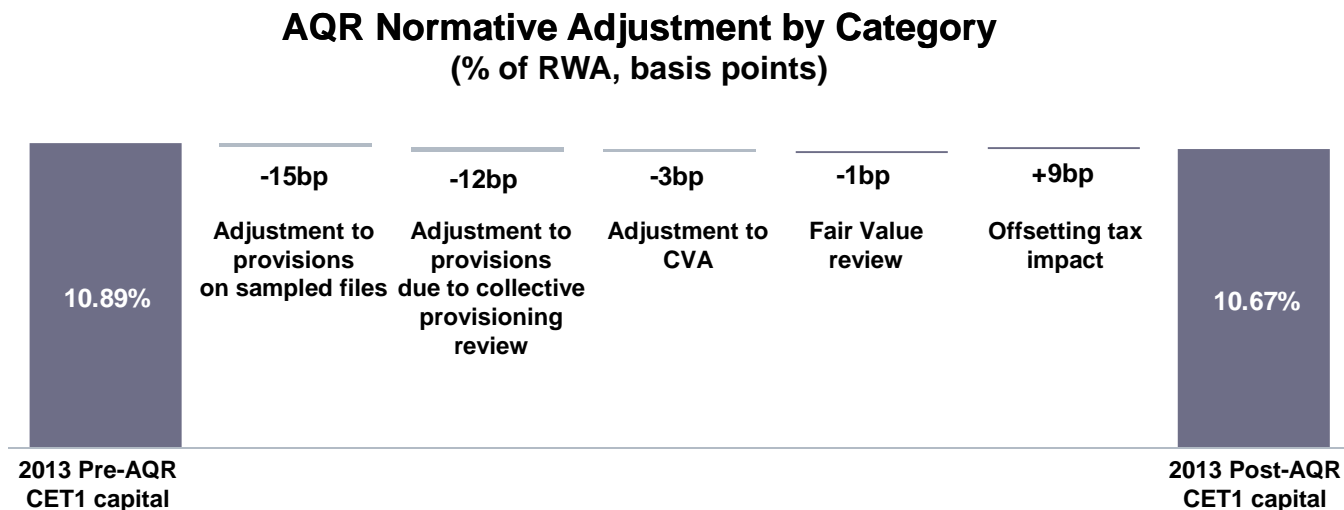 AQR Normative Adjustment by Category
(% of RWA, basis points)
10.89%
2013 Pre-AQR
CET1 capital
-15bp
Adjustment to
provisions
on sampled files
-12bp
Adjustment to
provisions
due to collective
provisioning
review
-3bp
Adjustment to
CVA
-1bp
Fair Value
review
+9bp
Offsetting tax
impact
10.67%
2013 Post-AQR
CET1 capital